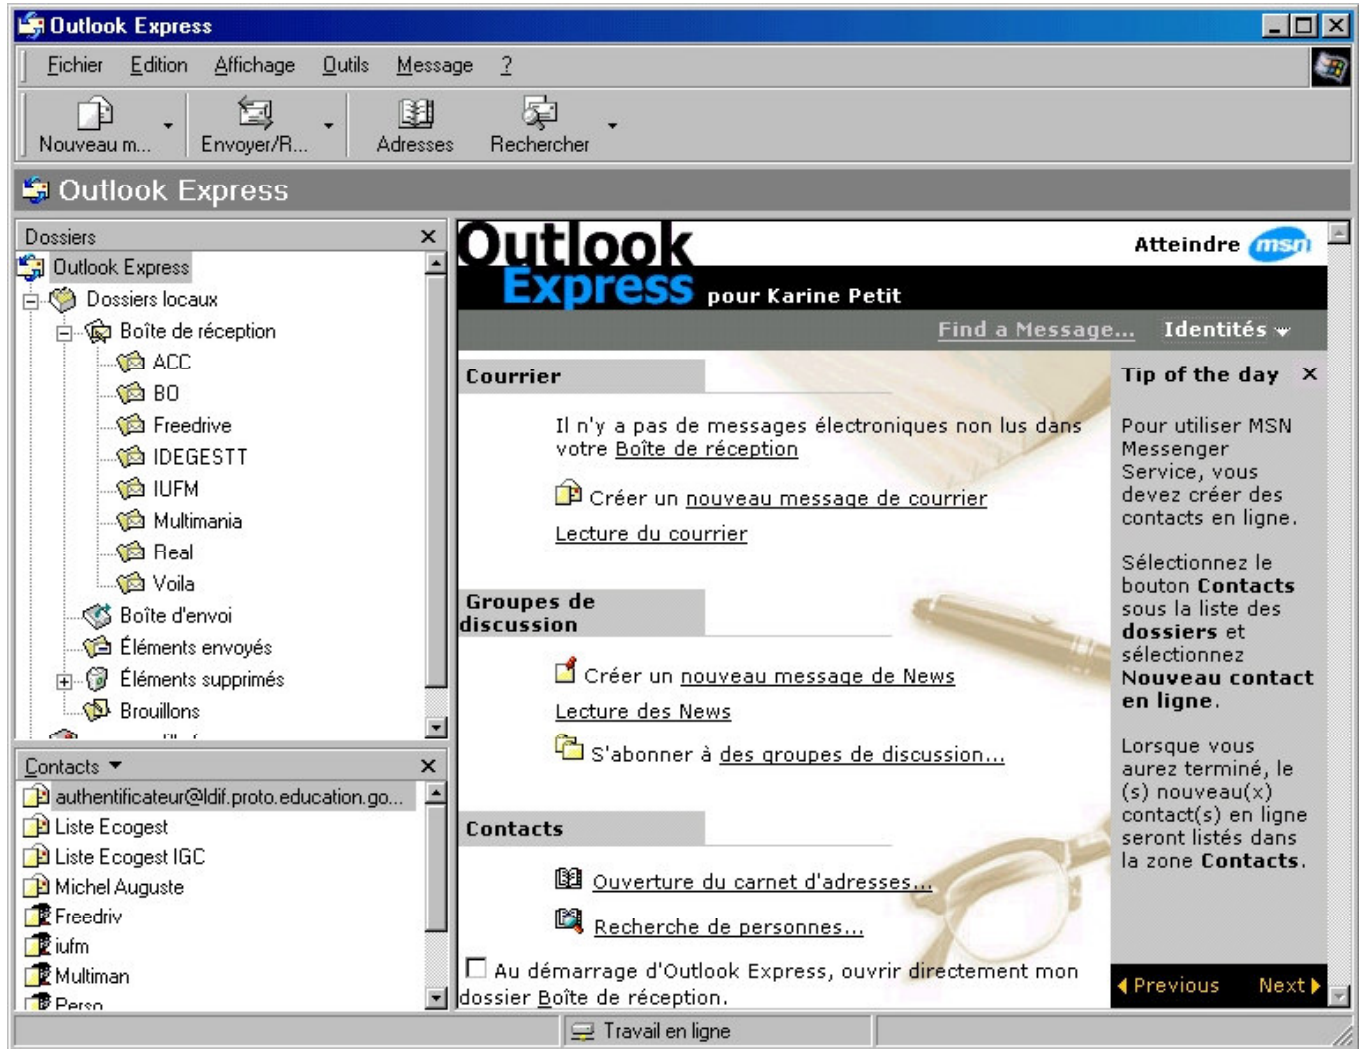 Outlook Express
Fichier Edition Affichage Outils Message ?
Nouveau m... Envoyer/R... Adresses Rechercher
Outlook Express
Dossiers
Outlook Express
Dossiers locaux
Boîte de réception
ACC
BO
Freedrive
IDEGESTT
IUFM
Multimania
Real
Voila
Boîte d'envoi
Éléments envoyés
Éléments supprimés
Brouillons
Contacts
authentificateur@ldif.proto.education.go...
Liste Ecogest
Liste Ecogest IGC
Michel Auguste
Freedriv
iufm
Multiman
Perso
Outlook
Express pour Karine Petit
Atteindre msn
Find a Message... Identités
Courrier
Il n'y a pas de messages électroniques non lus dans
votre Boîte de réception
Créer un nouveau message de courrier
Lecture du courrier
Groupes de
discussion
Créer un nouveau message de News
Lecture des News
S'abonner à des groupes de discussion...
Contacts
Ouverture du carnet d'adresses...
Recherche de personnes...
Au démarrage d'Outlook Express, ouvrir directement mon
dossier Boîte de réception.
Tip of the day
Pour utiliser MSN
Messenger
Service, vous
devez créer des
contacts en ligne.
Sélectionnez le
bouton Contacts
sous la liste des
dossiers et
sélectionnez
Nouveau contact
en ligne.
Lorsque vous
aurez terminé, le
(s) nouveau(x)
contact(s) en ligne
seront listés dans
la zone Contacts.
Previous Next
Travail en ligne